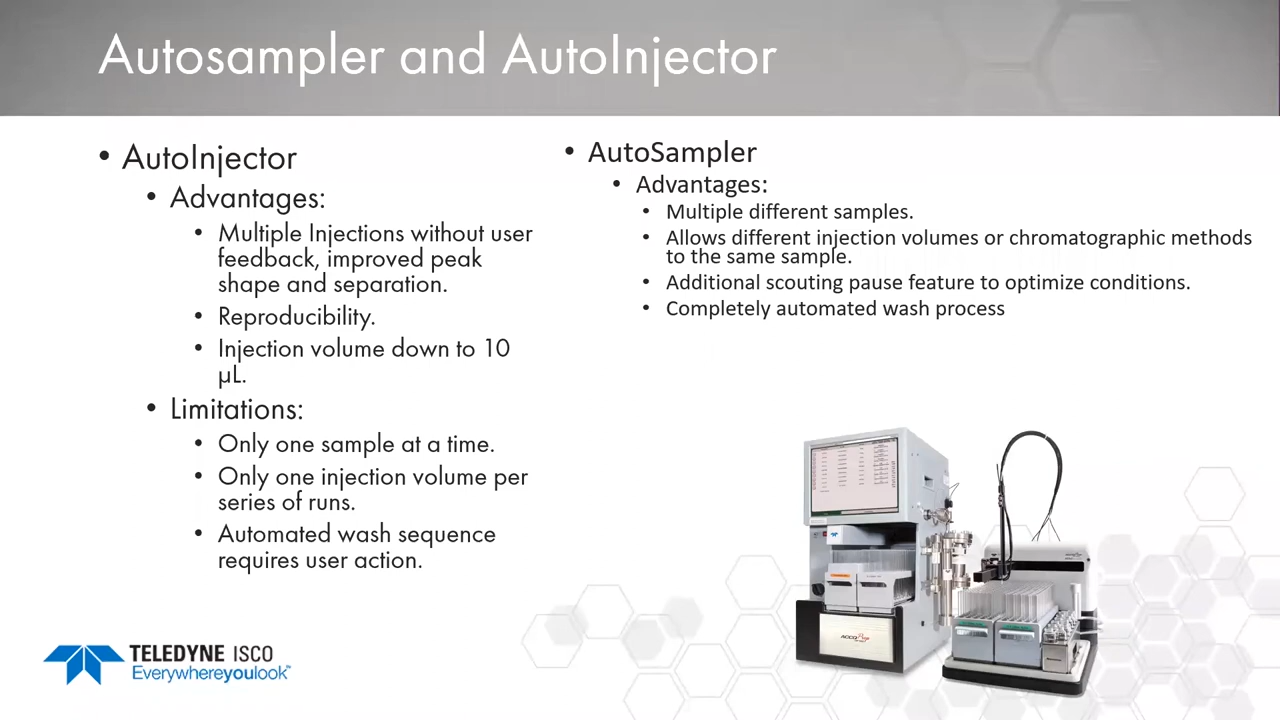 Autosampler and AutoInjector
• AutoInjector
• Advantages:
• Multiple Injections without user
feedback, improved peak
shape and separation.
• Reproducibility.
• Injection volume down to 10
µL.
• Limitations:
• Only one sample at a time.
• Only one injection volume per
series of runs.
• Automated wash sequence
requires user action.
• AutoSampler
• Advantages:
• Multiple different samples.
• Allows different injection volumes or chromatographic methods
to the same sample.
• Additional scouting pause feature to optimize conditions.
• Completely automated wash process
TELEDYNE ISCO
Everywhereyoulook™
ACCQPrep